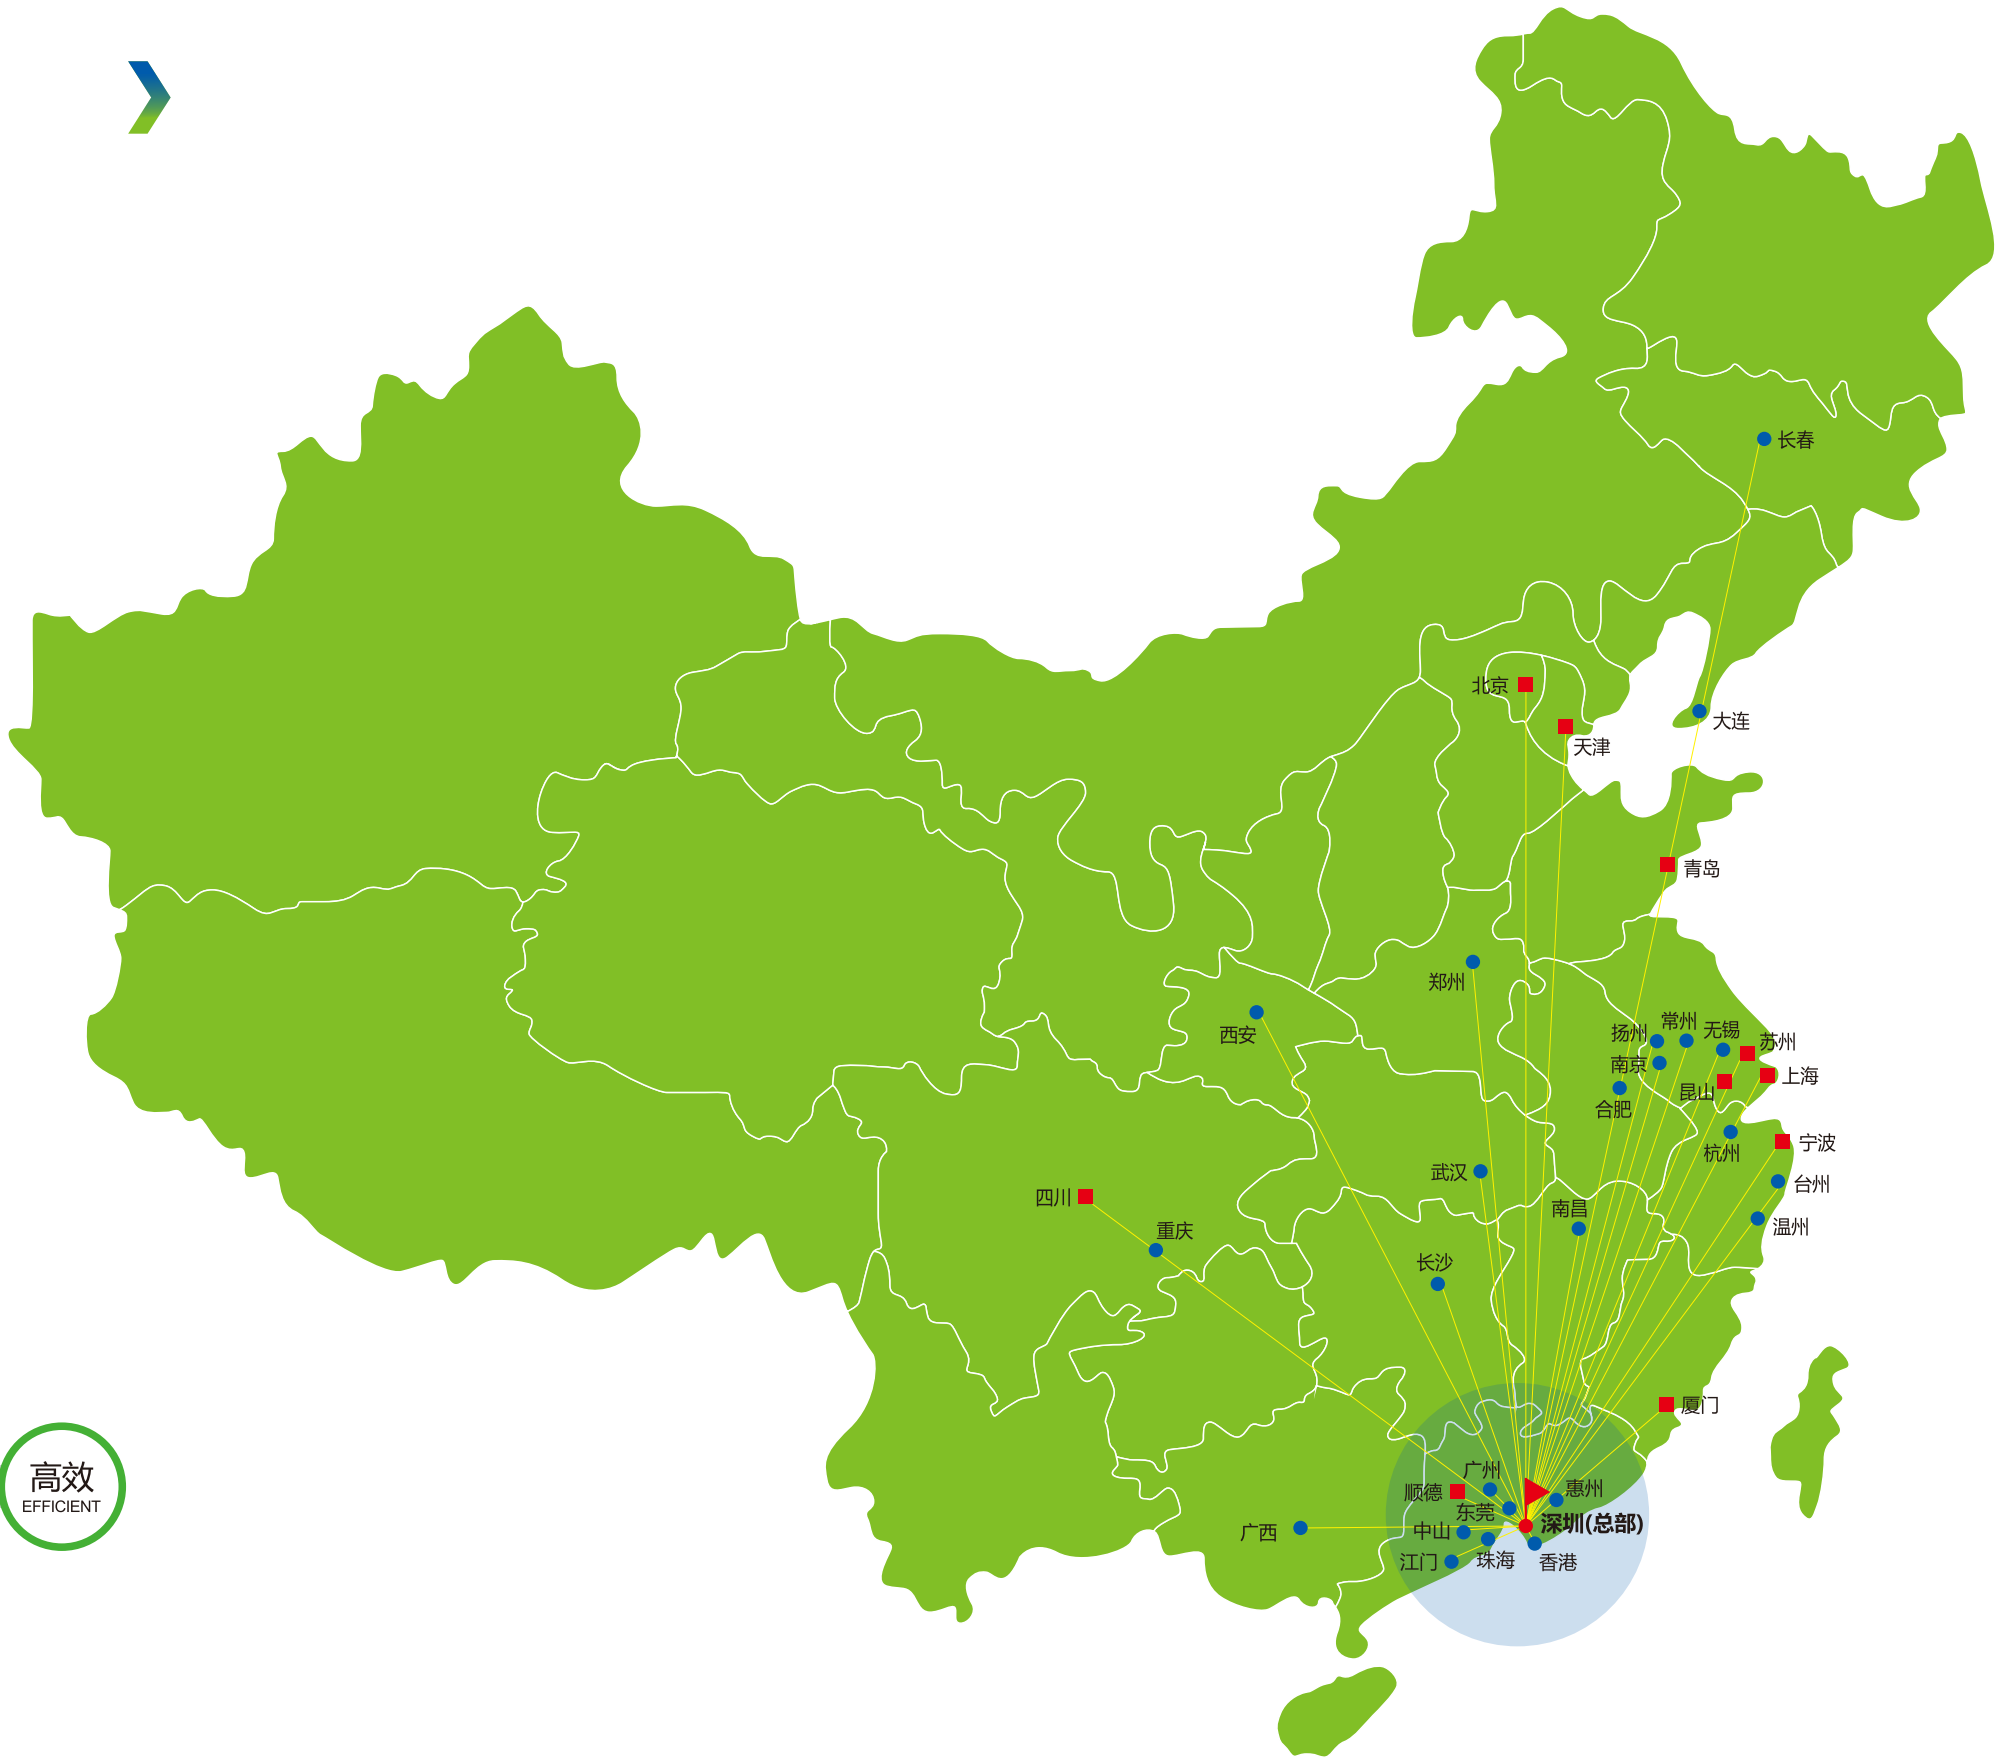 长春
北京
大连
天津
青岛
郑州
西安
扬州
常州
无锡
苏州
南京
昆山
上海
合肥
杭州
宁波
武汉
台州
四川
南昌
温州
重庆
长沙
厦门
广州
顺德
惠州
东莞
深圳(总部)
中山
广西
珠海
江门
香港
高效
EFFICIENT